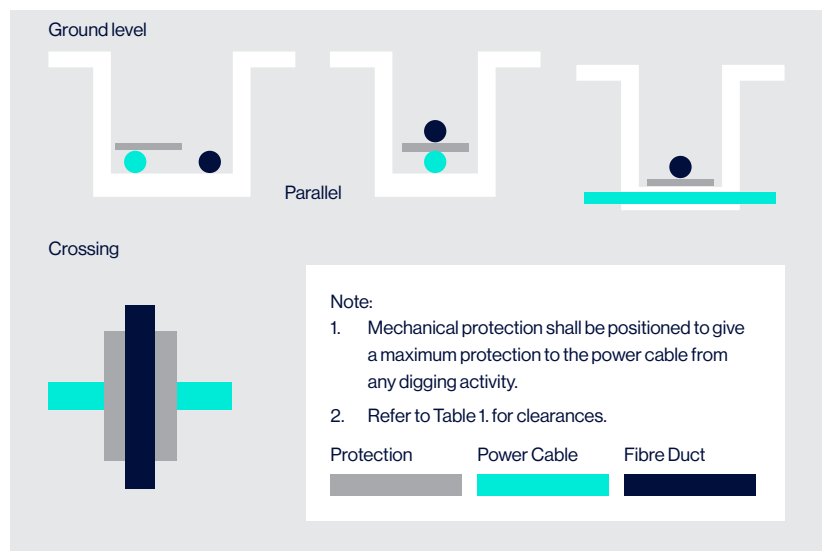 Ground level
Parallel
Crossing
Note:
1. Mechanical protection shall be positioned to give
a maximum protection to the power cable from
any digging activity.
2. Refer to Table 1. for clearances.
Protection Power Cable Fibre Duct